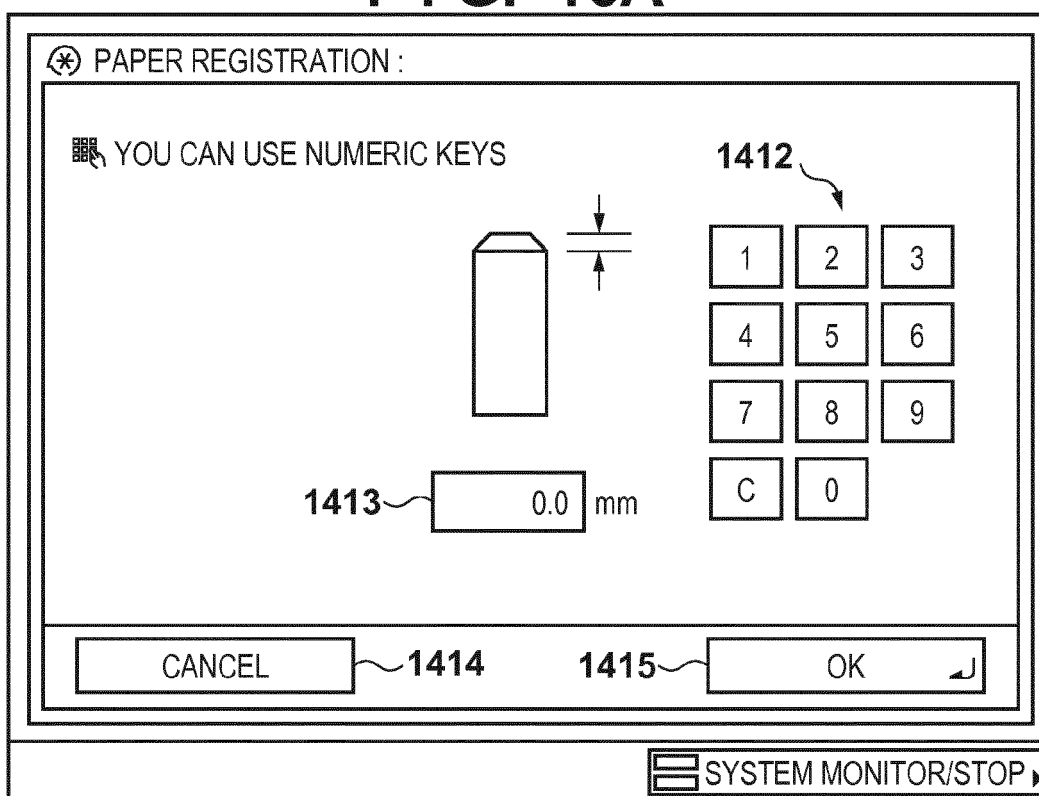 PAPER REGISTRATION :
YOU CAN USE NUMERIC KEYS
1412
1 2 3
4 5 6
7 8 9
C 0
1413
0.0 mm
CANCEL
1414
1415
OK
SYSTEM MONITOR/STOP